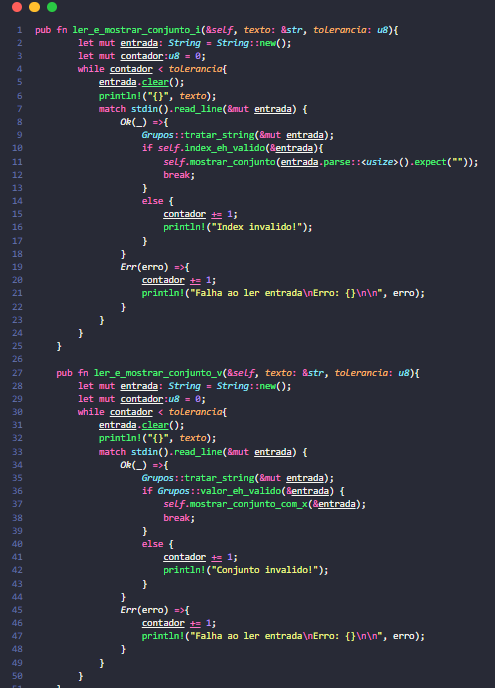 1 pub fn ler_e_mostrar_conjunto_i(&self, texto: &str, tolerancia: u8){
2 let mut entrada: String = String::new();
3 let mut contador:u8 = 0;
4 while contador < tolerancia{
5 entrada.clear();
6 println!("{}", texto);
7 match stdin().read_line(&mut entrada) {
8 Ok(_) =>{
9 Grupos::tratar_string(&mut entrada);
10 if self.index_eh_valido(&entrada){
11 self.mostrar_conjunto(entrada.parse::<usize>().expect(""));
12 break;
13 }
14 else {
15 contador += 1;
16 println!("Index invalido!");
17 }
18 }
19 Err(erro) =>{
20 contador += 1;
21 println!("Falha ao ler entrada\nErro: {}\n\n", erro);
22 }
23 }
24 }
25 }
26
27 pub fn ler_e_mostrar_conjunto_v(&self, texto: &str, tolerancia: u8){
28 let mut entrada: String = String::new();
29 let mut contador:u8 = 0;
30 while contador < tolerancia{
31 entrada.clear();
32 println!("{}", texto);
33 match stdin().read_line(&mut entrada) {
34 Ok(_) =>{
35 Grupos::tratar_string(&mut entrada);
36 if Grupos::valor_eh_valido(&entrada) {
37 self.mostrar_conjunto_com_x(&entrada);
38 break;
39 }
40 else {
41 contador += 1;
42 println!("Conjunto invalido!");
43 }
44 }
45 Err(erro) =>{
46 contador += 1;
47 println!("Falha ao ler entrada\nErro: {}\n\n", erro);
48 }
49 }
50 }